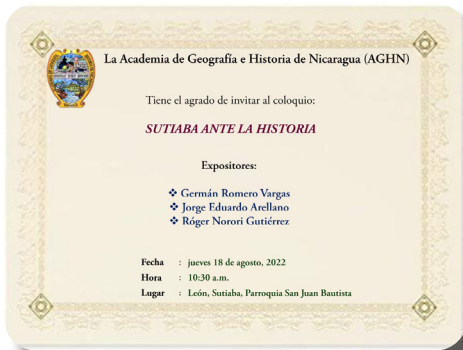 La Academia de Geografía e Historia de Nicaragua (AGHN)
Tiene el agrado de invitar al coloquio:
SUTIABA ANTE LA HISTORIA
Expositores:
❖ Germán Romero Vargas
❖ Jorge Eduardo Arellano
❖ Róger Norori Gutiérrez
Fecha : jueves 18 de agosto, 2022
Hora : 10:30 a.m.
Lugar : León, Sutiaba, Parroquia San Juan Bautista